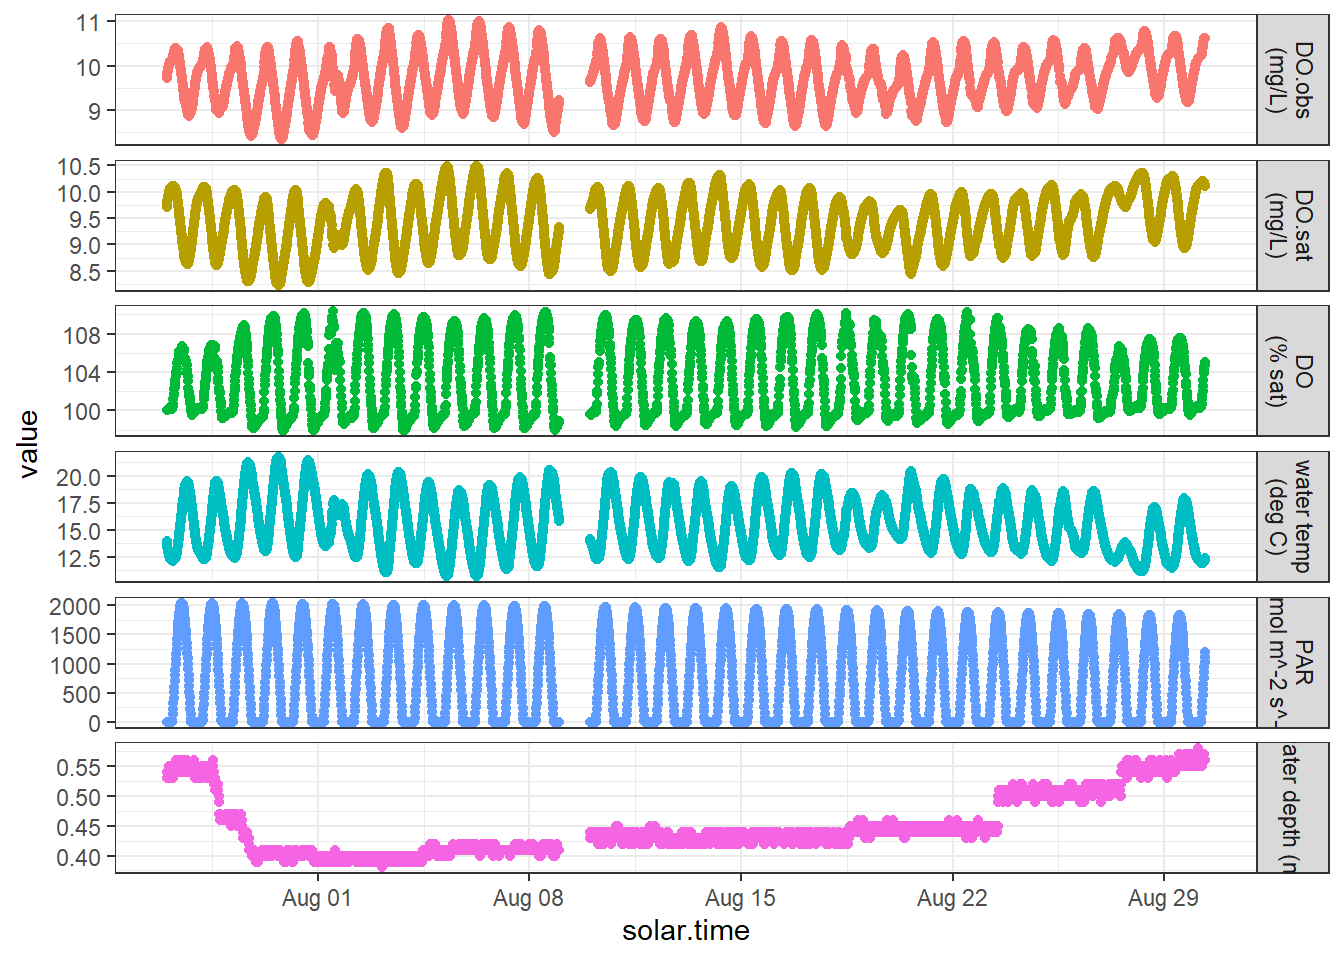 11
10
9
DO.obs
(mg/L)
10.5
10.0
9.5
9.0
8.5
DO.sat
(mg/L)
108
104
100
DO
(% sat)
value
20.0
17.5
15.0
12.5
water temp
(deg C)
2000
1500
1000
500
0
PAR
mol m^-2 s^-
0.55
0.50
0.45
0.40
ater depth (
Aug 01
Aug 08
Aug 15
Aug 22
Aug 29
solar.time